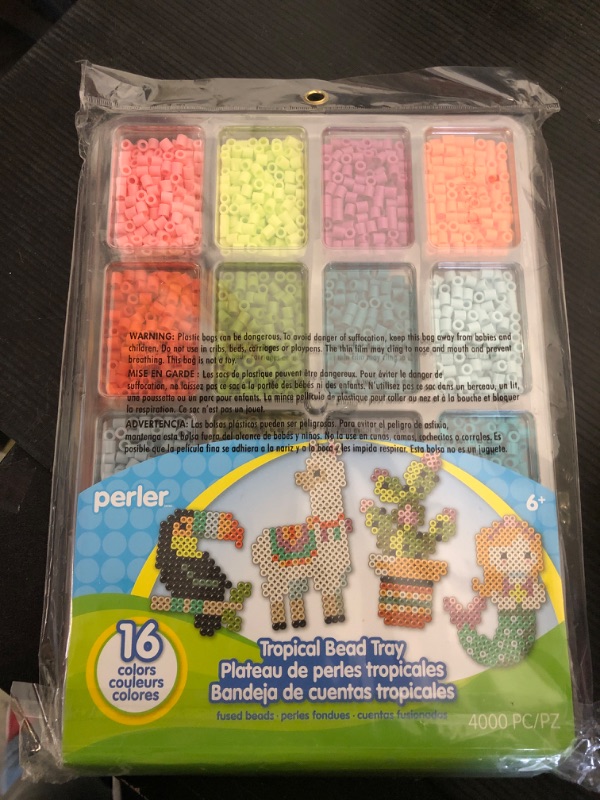 WARNING: Plastic bags can be dangerous. To avoid danger of suffocation, keep this bag away from babies and
children. Do not use in cribs, beds, carriages or playpens. The thin film may cling to nose and mouth and prevent
breathing. This bag is not a toy.
MISE EN GARDE : Les sacs de plastique peuvent être dangereux. Pour éviter le danger de
suffocation, ne laissez pas ce sac à la portée des bébés ni des enfants. N'utilisez pas ce sac dans un berceau, un lit,
une poussette ou un parc pour enfants. La mince pellicule de plastique peut coller au nez et à la bouche et bloquer
la respiration. Ce sac n'est pas un jouet.
ADVERTENCIA: Las bolsas plásticas pueden ser peligrosas. Para evitar el peligro de asfixia,
mantenga esta bolsa fuera del alcance de bebés y niños. No la use en cunas, camas, cochecitos o corrales. Es
posible que la película fina se adhiera a la nariz y o la boca e impida respirar. Esta bolsa no es un juguete.
perler
6+
16
colors
couleurs
colores
Tropical Bead Tray
Plateau de perles tropicales
Bandeja de cuentas tropicales
fused beads · perles fondues · cuentas fusionadas
4000 PC/PZ